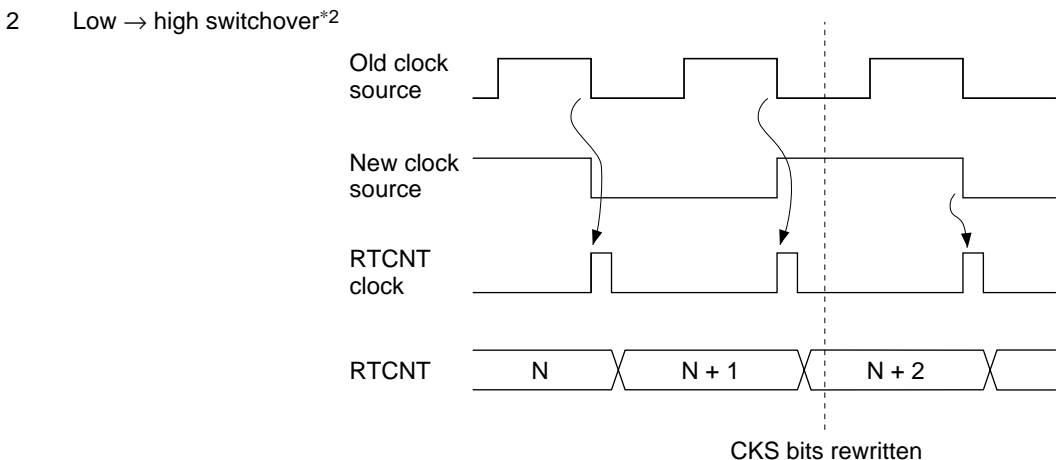 2 Low → high switchover*2
Old clock
source
New clock
source
RTCNT
clock
RTCNT N N + 1 N + 2
CKS bits rewritten